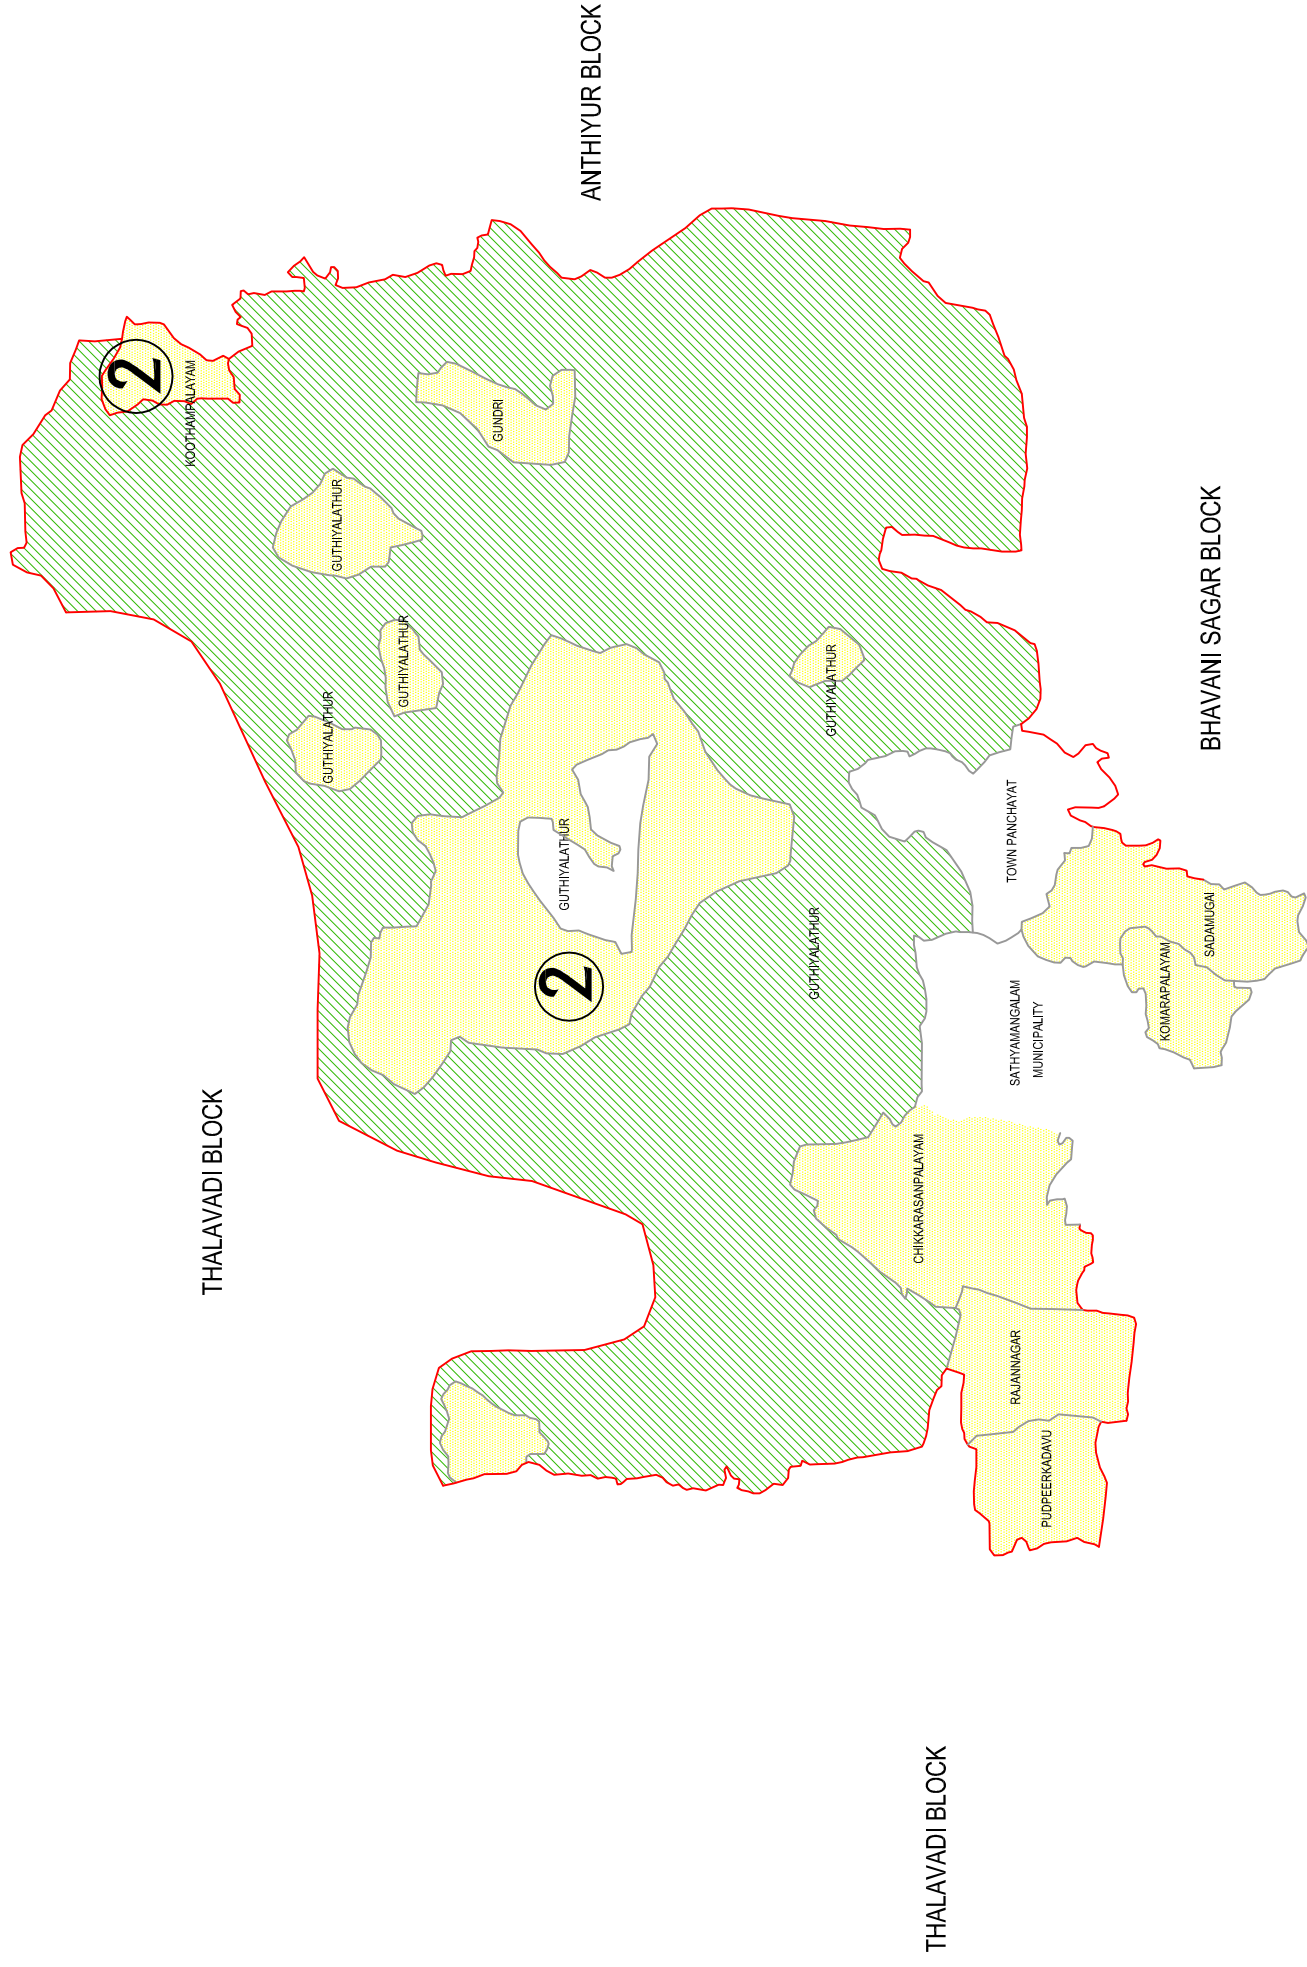 THALAVADI BLOCK
THALAVADI BLOCK
ANTHIYUR BLOCK
BHAVANI SAGAR BLOCK
2
KOOTHAMPALAYAM
GUNDRI
GUTHIYALATHUR
GUTHIYALATHUR
GUTHIYALATHUR
GUTHIYALATHUR
2
GUTHIYALATHUR
GUTHIYALATHUR
TOWN PANCHAYAT
SATHYAMANGALAM
MUNICIPALITY
SADAMUGAI
KOMARAPALAYAM
CHIKKARASANPALAYAM
RAJANNAGAR
PUDPEERKADAVU